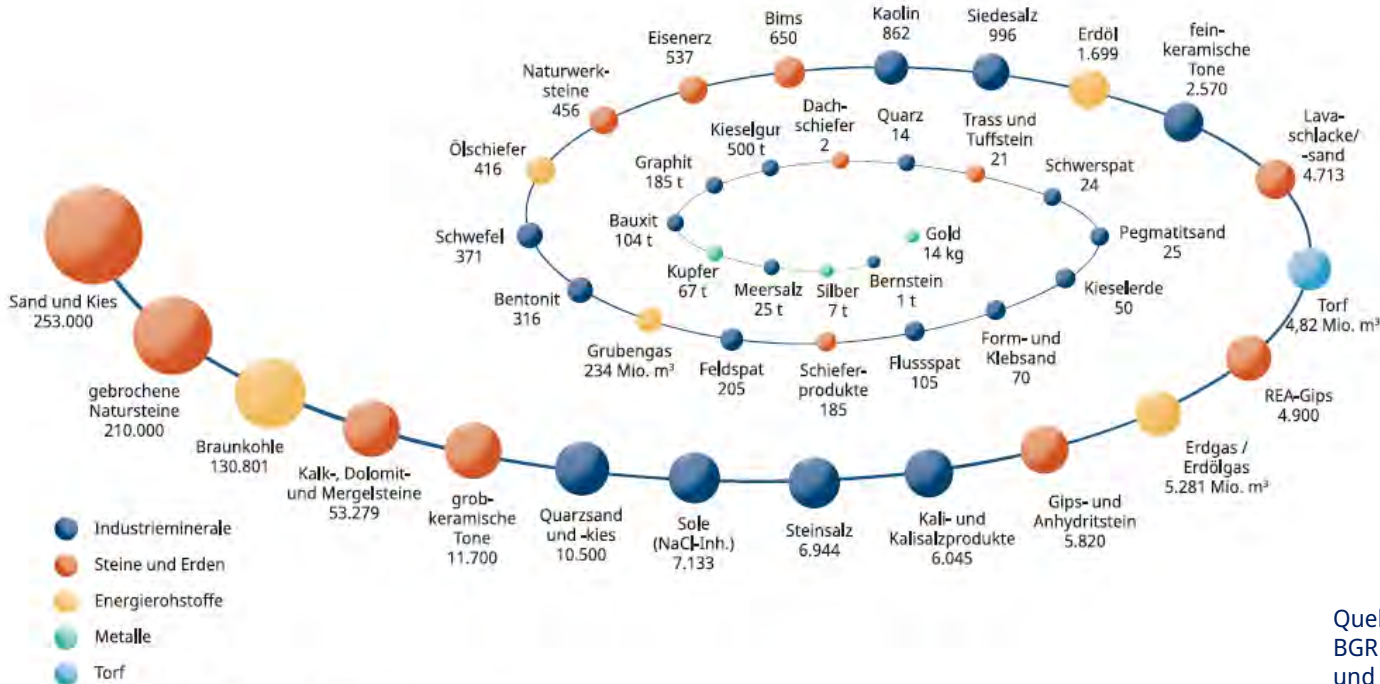 Sand und Kies
253.000
gebrochene
Natursteine
210.000
Braunkohle
130.801
Kalk-, Dolomit-
und Mergelsteine
53.279
grob-
keramische
Tone
11.700
Quarzsand
und -kies
10.500
Sole
(NaCl-Inh.)
7.133
Steinsalz
6.944
Kali- und
Kalisalzprodukte
6.045
Gips- und
Anhydritstein
5.820
Erdgas /
Erdölgas
5.281 Mio. m³
REA-Gips
4.900
Torf
4,82 Mio. m³
Lava-
schlacke/
-sand
4.713
fein-
keramische
Tone
2.570
Erdöl
1.699
Siedesalz
996
Kaolin
862
Bims
650
Eisenerz
537
Naturwerk-
steine
456
Ölschiefer
416
Schwefel
371
Bentonit
316
Grubengas
234 Mio. m³
Feldspat
205
Schiefer-
produkte
185
Flussspat
105
Form- und
Klebsand
70
Kieselerde
50
Pegmatitsand
25
Schwerspat
24
Trass und
Tuffstein
21
Quarz
14
Dach-
schiefer
2
Kieselgur
500 t
Graphit
185 t
Bauxit
104 t
Kupfer
67 t
Meersalz
25 t
Silber
7 t
Bernstein
1 t
Gold
14 kg
Industrieminerale
Steine und Erden
Energierohstoffe
Metalle
Torf
BGR
und